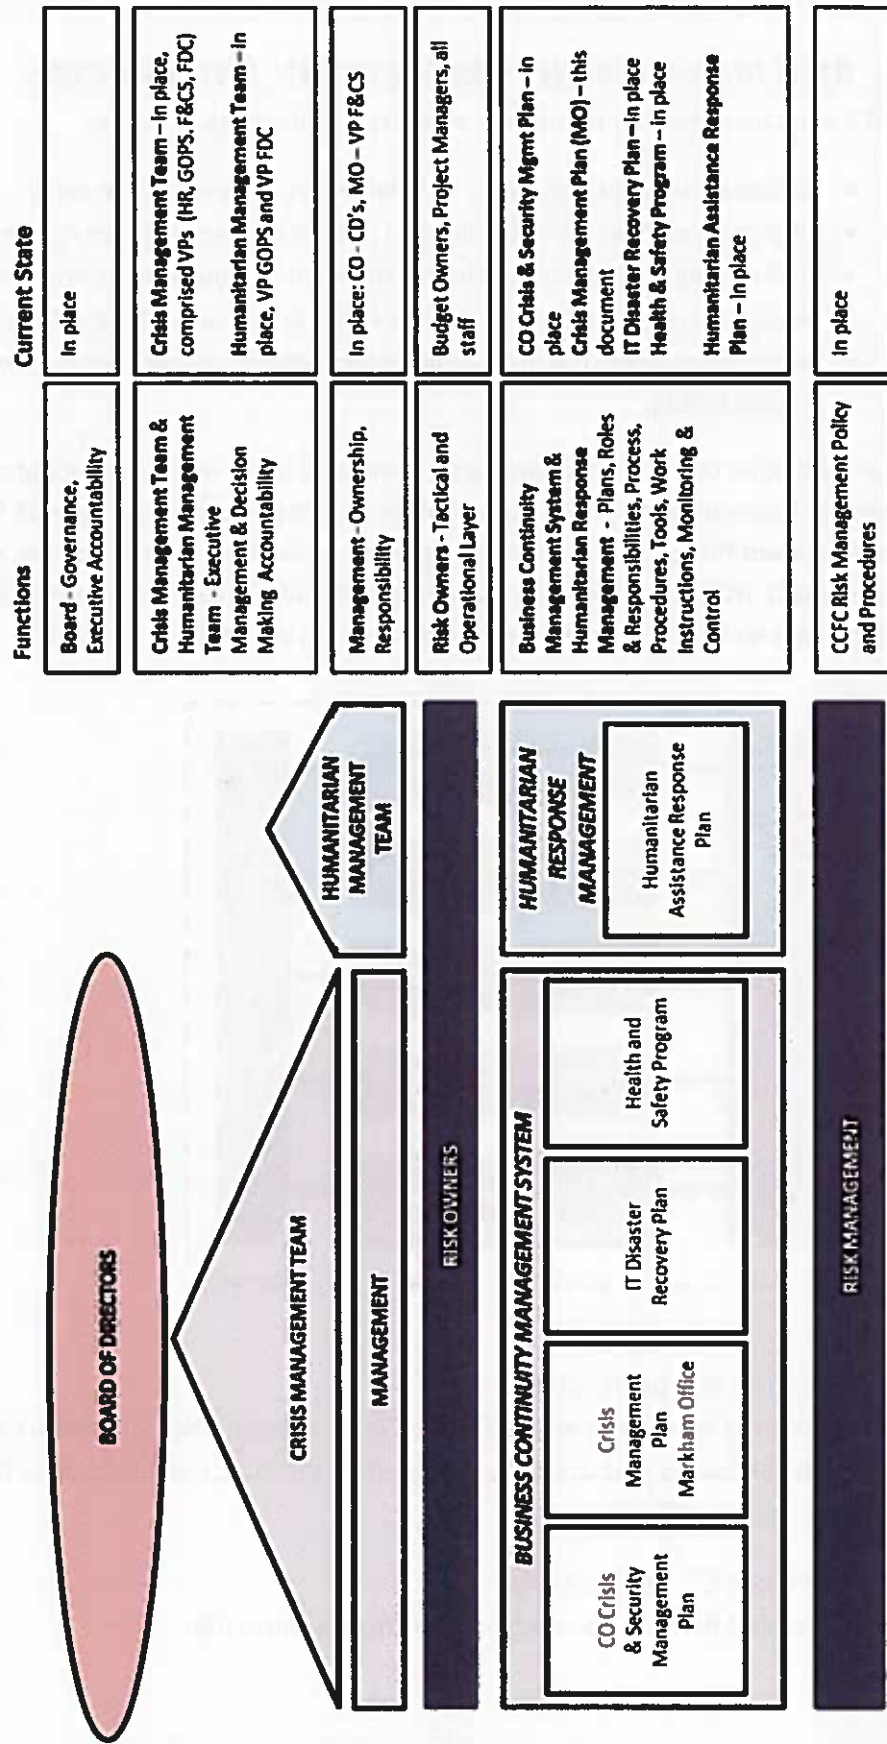 Functions
Current State
BOARD OF DIRECTORS
Board - Governance,
Executive Accountability
In place
CRISIS MANAGEMENT TEAM
HUMANITARIAN
MANAGEMENT
TEAM
Crisis Management Team &
Humanitarian Management
Team - Executive
Management & Decision
Making Accountability
Crisis Management Team – In place,
comprised VPs (HR, GOPS. F&CS, FDC)
Humanitarian Management Team – in
place, VP GOPS and VP FDC
MANAGEMENT
Management - Ownership,
Responsibility
In place: CO - CD's, MO – VP F&CS
RISK OWNERS
Risk Owners - Tactical and
Operational Layer
Budget Owners, Project Managers, all
staff
BUSINESS CONTINUITY MANAGEMENT SYSTEM
CO Crisis
& Security
Management
Plan
Crisis
Management
Plan
Markham Office
IT Disaster
Recovery Plan
Health and
Safety Program
HUMANITARIAN
RESPONSE
MANAGEMENT
Humanitarian
Assistance Response
Plan
Business Continuity
Management System &
Humanitarian Response
Management - Plans, Roles
& Responsibilities, Process,
Procedures, Tools, Work
Instructions, Monitoring &
Control
CO Crisis & Security Mgmt Plan – in
place
Crisis Management Plan (MO) – this
document
IT Disaster Recovery Plan – In place
Health & Safety Program – In place
Humanitarian Assistance Response
Plan – In place
RISK MANAGEMENT
CCFC Risk Management Policy
and Procedures
In place